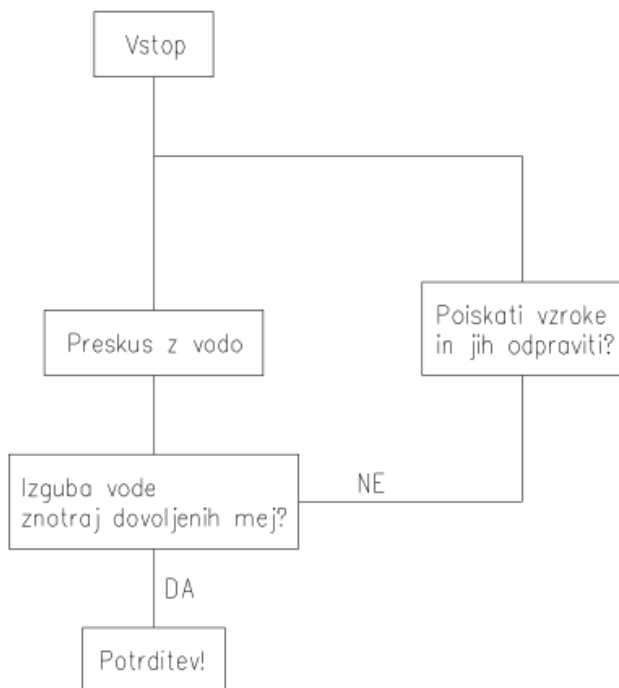 Vstop
Preskus z vodo
Poiskati vzroke
in jih odpraviti?
Izguba vode
znotraj dovoljenih mej?
NE
DA
Potrditev!